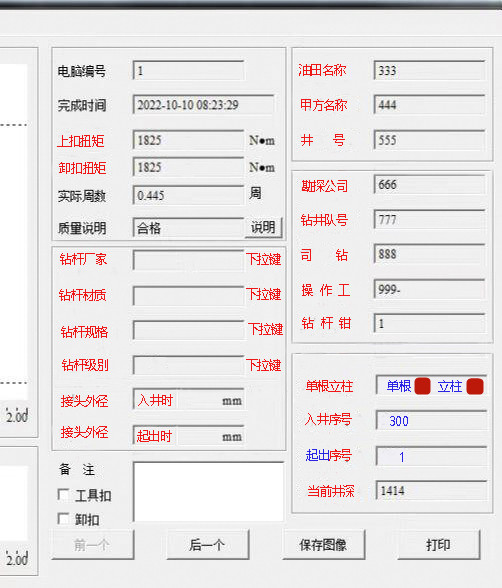 电脑编号 1
完成时间 2022-10-10 08:23:29
上扣扭矩 1825 N●m
卸扣扭矩 1825 N●m
实际周数 0.445 周
质量说明 合格 说明
钻杆厂家 下拉键
钻杆材质 下拉键
钻杆规格 下拉键
钻杆级别 下拉键
接头外径 入井时 mm
接头外径 起出时 mm
备 注
工具扣
卸扣
油田名称 333
甲方名称 444
井 号 555
勘探公司 666
钻井队号 777
司 钻 888
操 作 工 999-
钻 杆 钳 1
单根立柱 单根 立柱
入井序号 300
起出序号 1
当前井深 1414
2.00
2.00
前一个 后一个 保存图像 打印